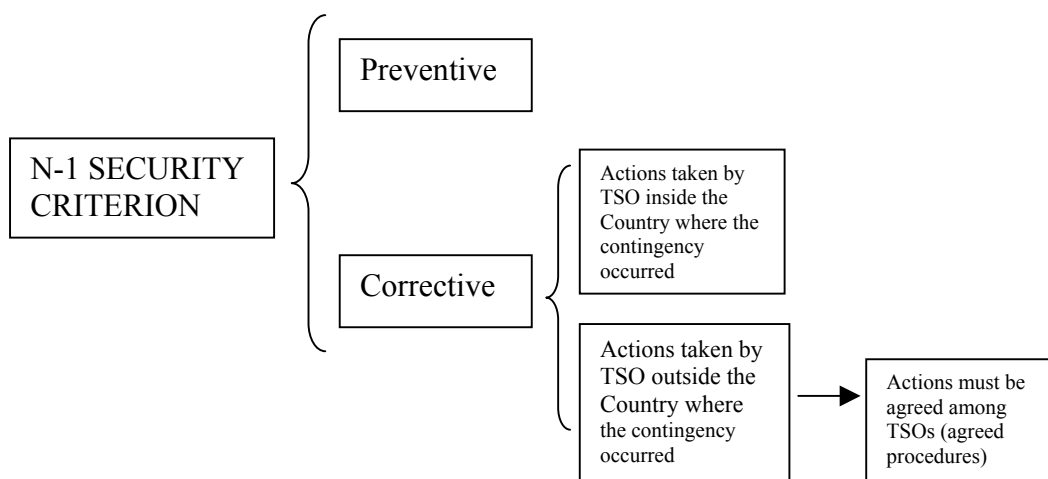 Preventive
N-1 SECURITY
CRITERION
Corrective
Actions taken by
TSO inside the
Country where the
contingency
occurred
Actions taken by
TSO outside the
Country where
the contingency
occurred
Actions must be
agreed among
TSOs (agreed
procedures)